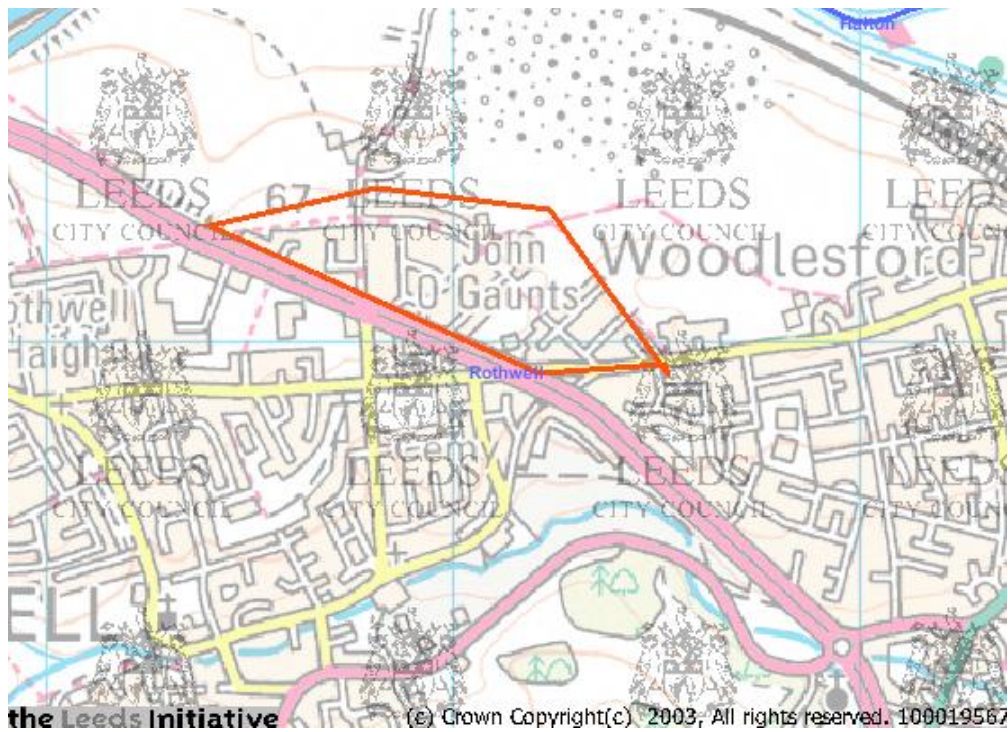 Halton
LEEDS LEEDS LEEDS LEEDS
67
CITY COUNCIL CITY COUNCIL CITY COUNCIL CITY COUNCIL
John
O' Gaunts
Woodlesford
othwell
Haigh
Rothwell
LEEDS LEEDS LEEDS LEEDS
CITY COUNCIL CITY COUNCIL CITY COUNCIL CITY COUNCIL
ELL
the Leeds Initiative
(c) Crown Copyright(c) 2003, All rights reserved. 100019567